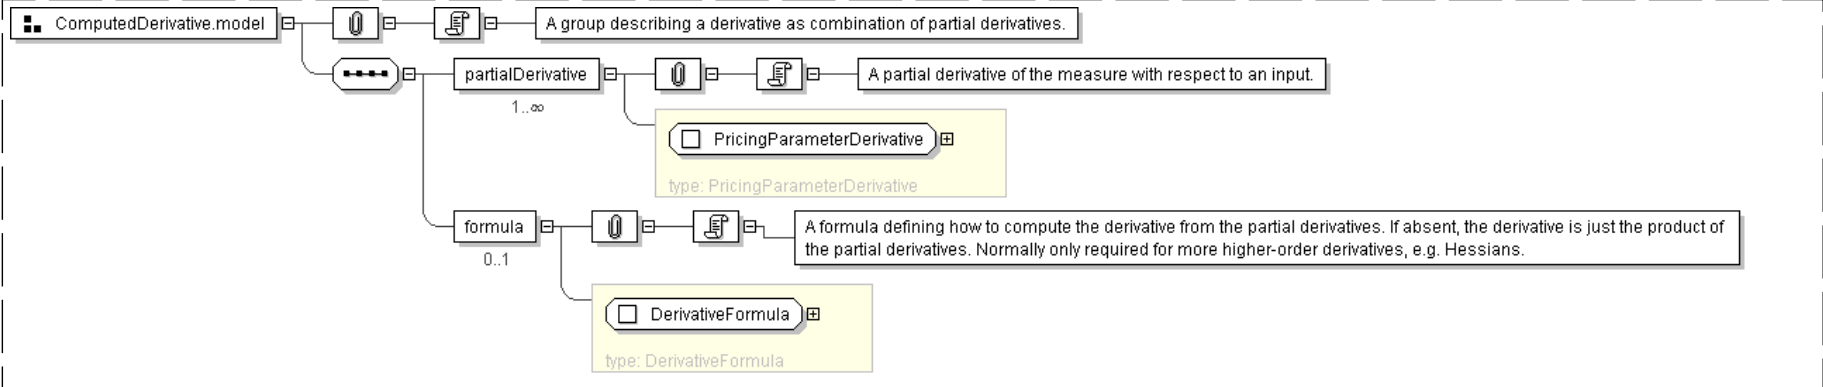 ComputedDerivative.model
A group describing a derivative as combination of partial derivatives.
partialDerivative
A partial derivative of the measure with respect to an input.
1..∞
PricingParameterDerivative
type: PricingParameterDerivative
formula
A formula defining how to compute the derivative from the partial derivatives. If absent, the derivative is just the product of
the partial derivatives. Normally only required for more higher-order derivatives, e.g. Hessians.
0..1
DerivativeFormula
type: DerivativeFormula